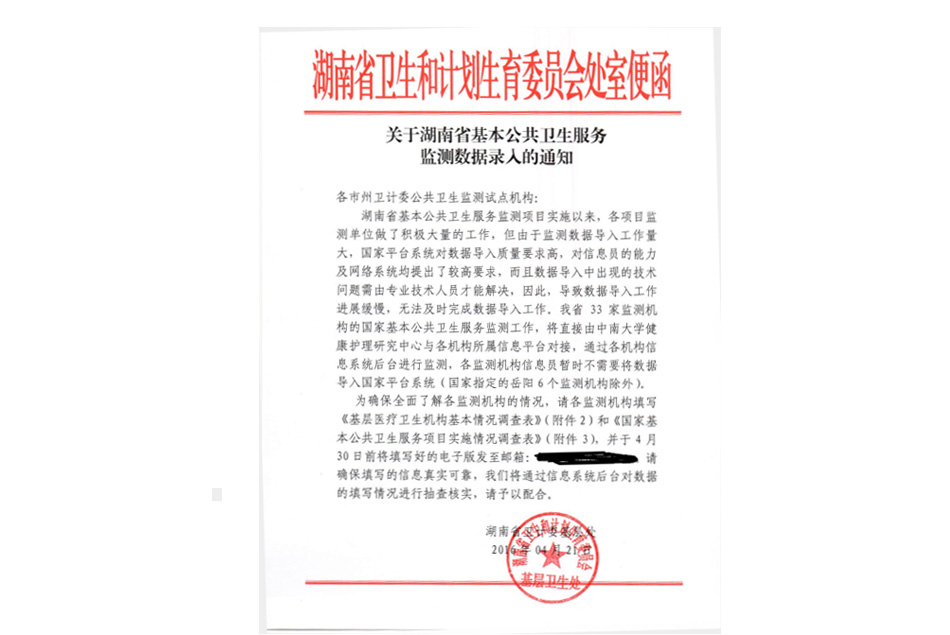 湖南省卫生和计划生育委员会处室便函
关于湖南省基本公共卫生服务
监测数据录入的通知
各市州卫计委公共卫生监测试点机构：
湖南省基本公共卫生服务监测项目实施以来，各项目监
测单位做了积极大量的工作，但由于监测数据导入工作量
大，国家平台系统对数据导入质量要求高，对信息员的能力
及网络系统均提出了较高要求，而且数据导入中出现的技术
问题需由专业技术人员才能解决，因此，导致数据导入工作
进展缓慢，无法及时完成数据导入工作。我省 33 家监测机
构的国家基本公共卫生服务监测工作，将直接由中南大学健
康护理研究中心与各机构所属信息平台对接，通过各机构信
息系统后台进行监测，各监测机构信息员暂时不需要将数据
导入国家平台系统（国家指定的岳阳 6 个监测机构除外）。
为确保全面了解各监测机构的情况，请各监测机构填写
《基层医疗卫生机构基本情况调查表》（附件 2）和《国家基
本公共卫生服务项目实施情况调查表》（附件 3），并于 4 月
30 日前将填写好的电子版发至邮箱： 请
确保填写的信息真实可靠，我们将通过信息系统后台对数据
的填写情况进行抽查核实，请予以配合。
湖南省卫计委基层处
2016 年 04 月 21 日
湖南省卫生和计划生育委员会
基层卫生处